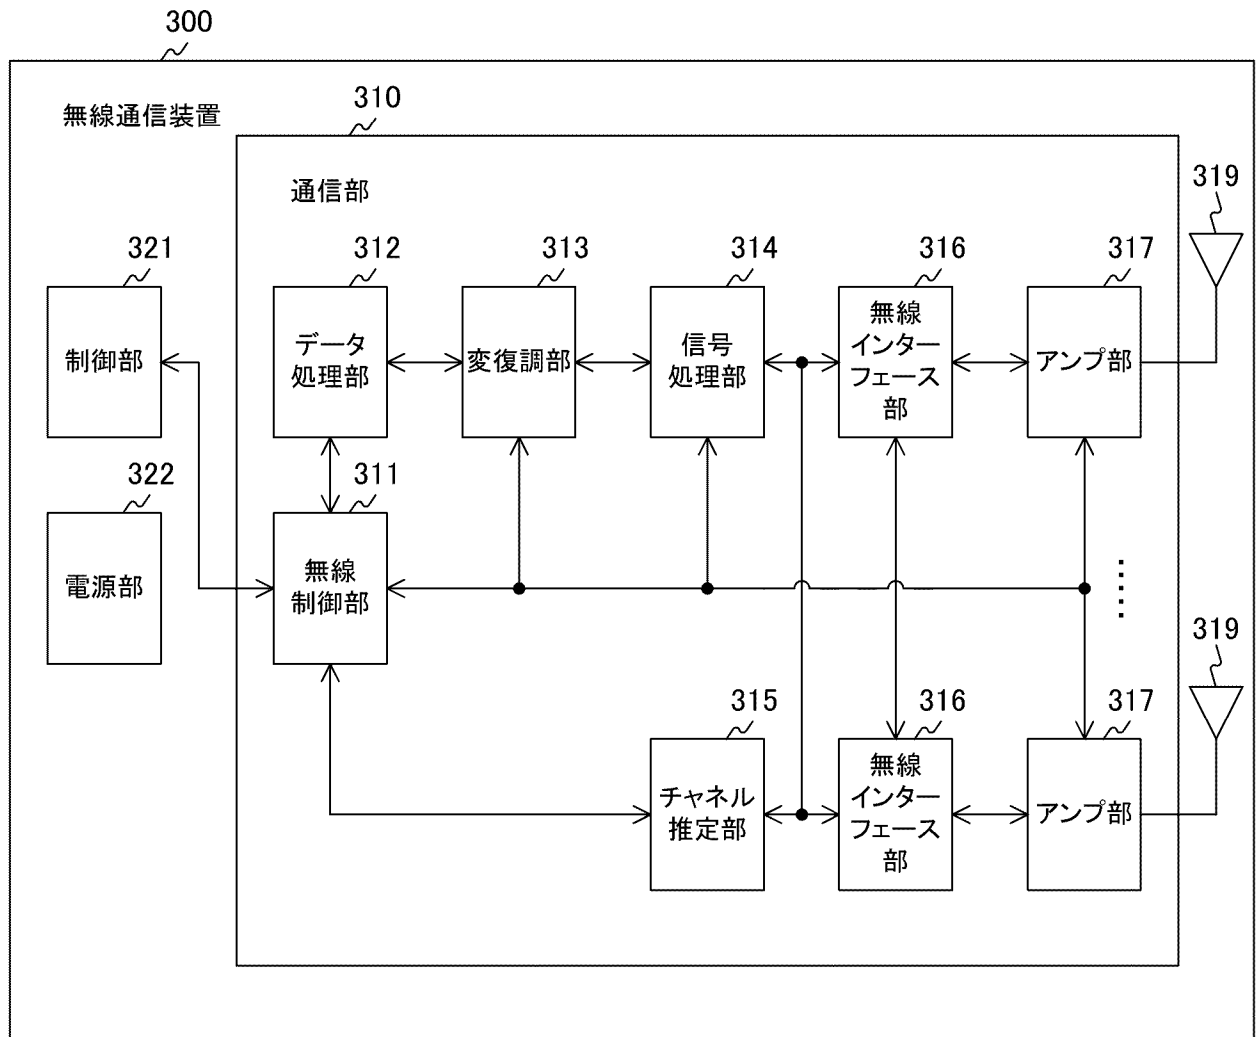 300
無線通信装置
310
通信部
319
321
312
313
314
316
317
制御部
データ
処理部
変復調部
信号
処理部
無線
インター
フェース
部
アンプ部
322
311
電源部
無線
制御部
319
315
316
317
チャネル
推定部
無線
インター
フェース
部
アンプ部